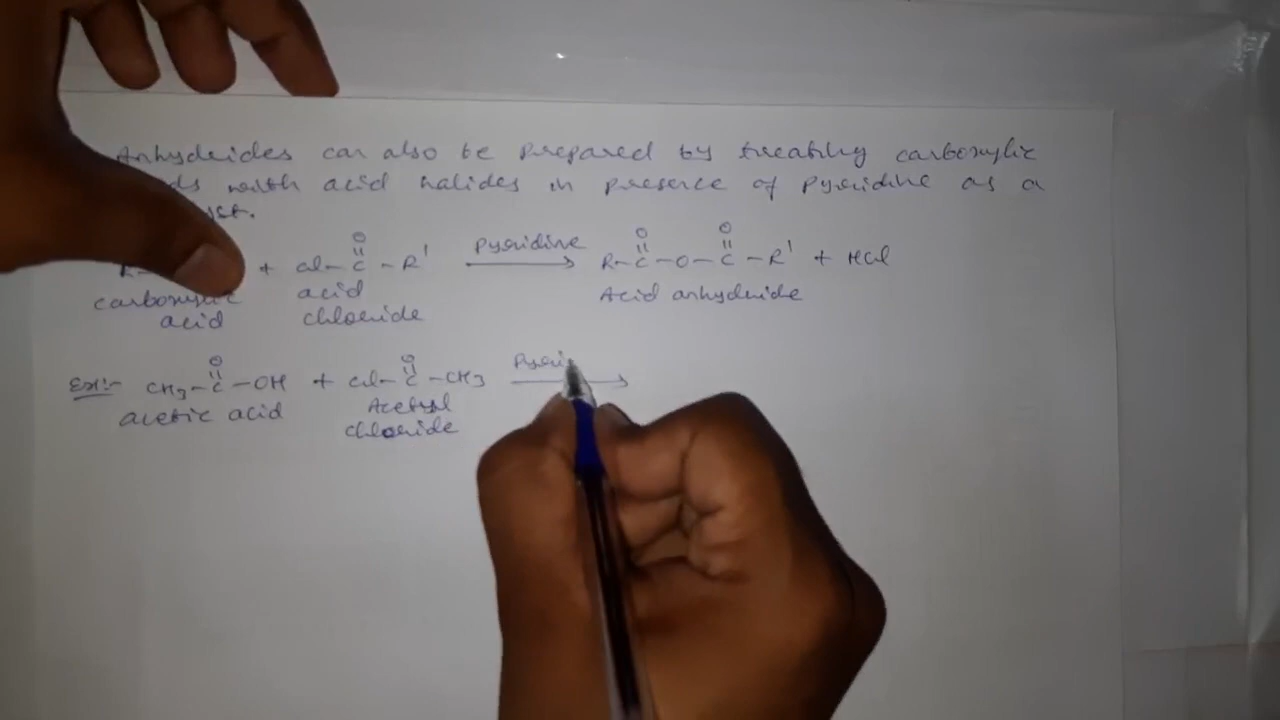 Anhydrides can also be prepared by treating carboxylic
with acid halides in presence of pyridine as a
O O O
R + Cl-C-R' pyridine R-C-O-C-R' + HCl
carboxylic acid Acid anhydride
acid chloride
O O Pyri
Ex:- CH3-C-OH + Cl-C-CH3
acetic acid Acetyl
chloride